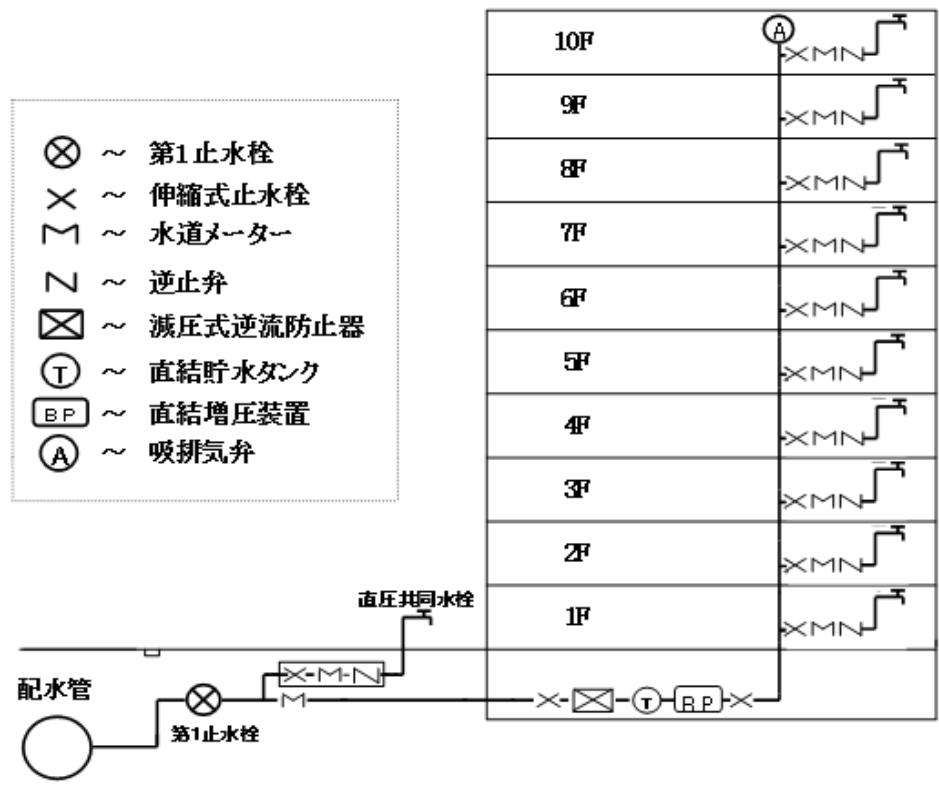 第1止水栓
~ 第1止水栓
~ 伸縮式止水栓
M ~ 水道メーター
N ~ 逆止弁
~ 減圧式逆流防止器
T ~ 直結貯水タンク
BP ~ 直結増圧装置
A ~ 吸排気弁
10F
A
M N
9F
M N
8F
M N
7F
M N
6F
M N
5F
M N
4F
M N
3F
M N
2F
M N
1F
M N
直圧共同水栓
M N
配水管
M
T
BP